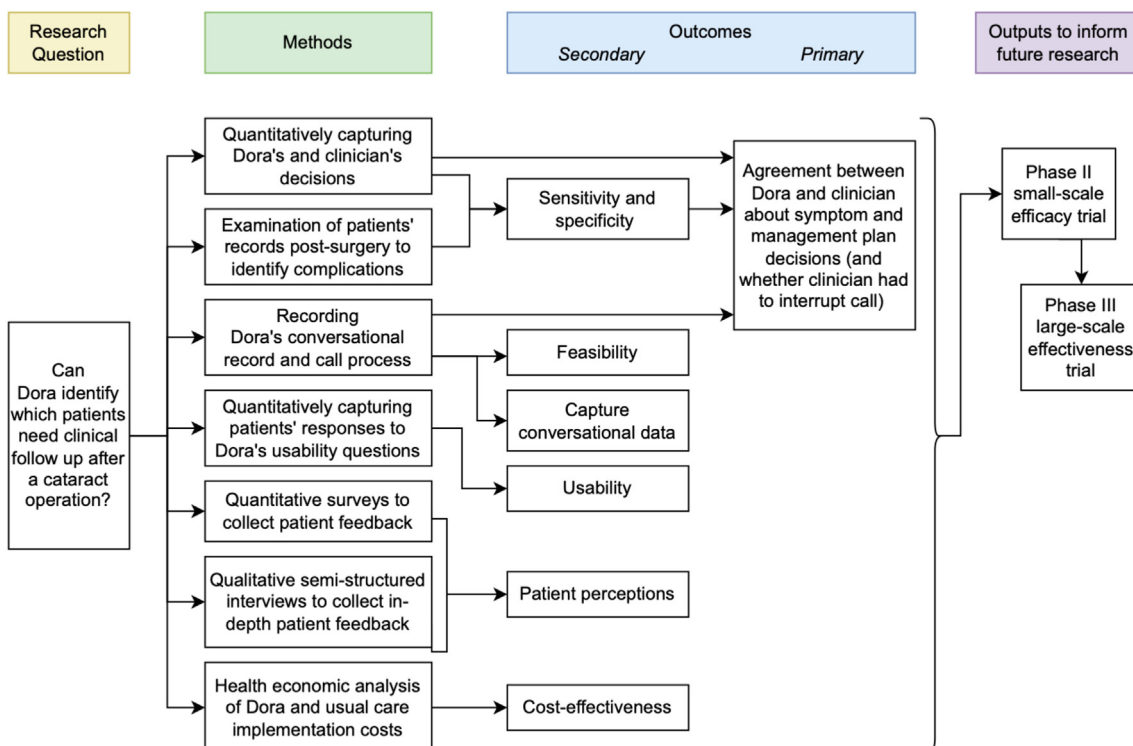 Research
Question
Methods
Outcomes
Secondary
Primary
Outputs to inform
future research
Can
Dora identify
which patients
need clinical
follow up after
a cataract
operation?
Quantitatively capturing
Dora's and clinician's
decisions
Examination of patients'
records post-surgery to
identify complications
Recording
Dora's conversational
record and call process
Quantitatively capturing
patients' responses to
Dora's usability questions
Quantitative surveys to
collect patient feedback
Qualitative semi-structured
interviews to collect in-
depth patient feedback
Health economic analysis
of Dora and usual care
implementation costs
Sensitivity and
specificity
Feasibility
Capture
conversational data
Usability
Patient perceptions
Cost-effectiveness
Agreement between
Dora and clinician
about symptom and
management plan
decisions (and
whether clinician had
to interrupt call)
Phase II
small-scale
efficacy trial
Phase III
large-scale
effectiveness
trial